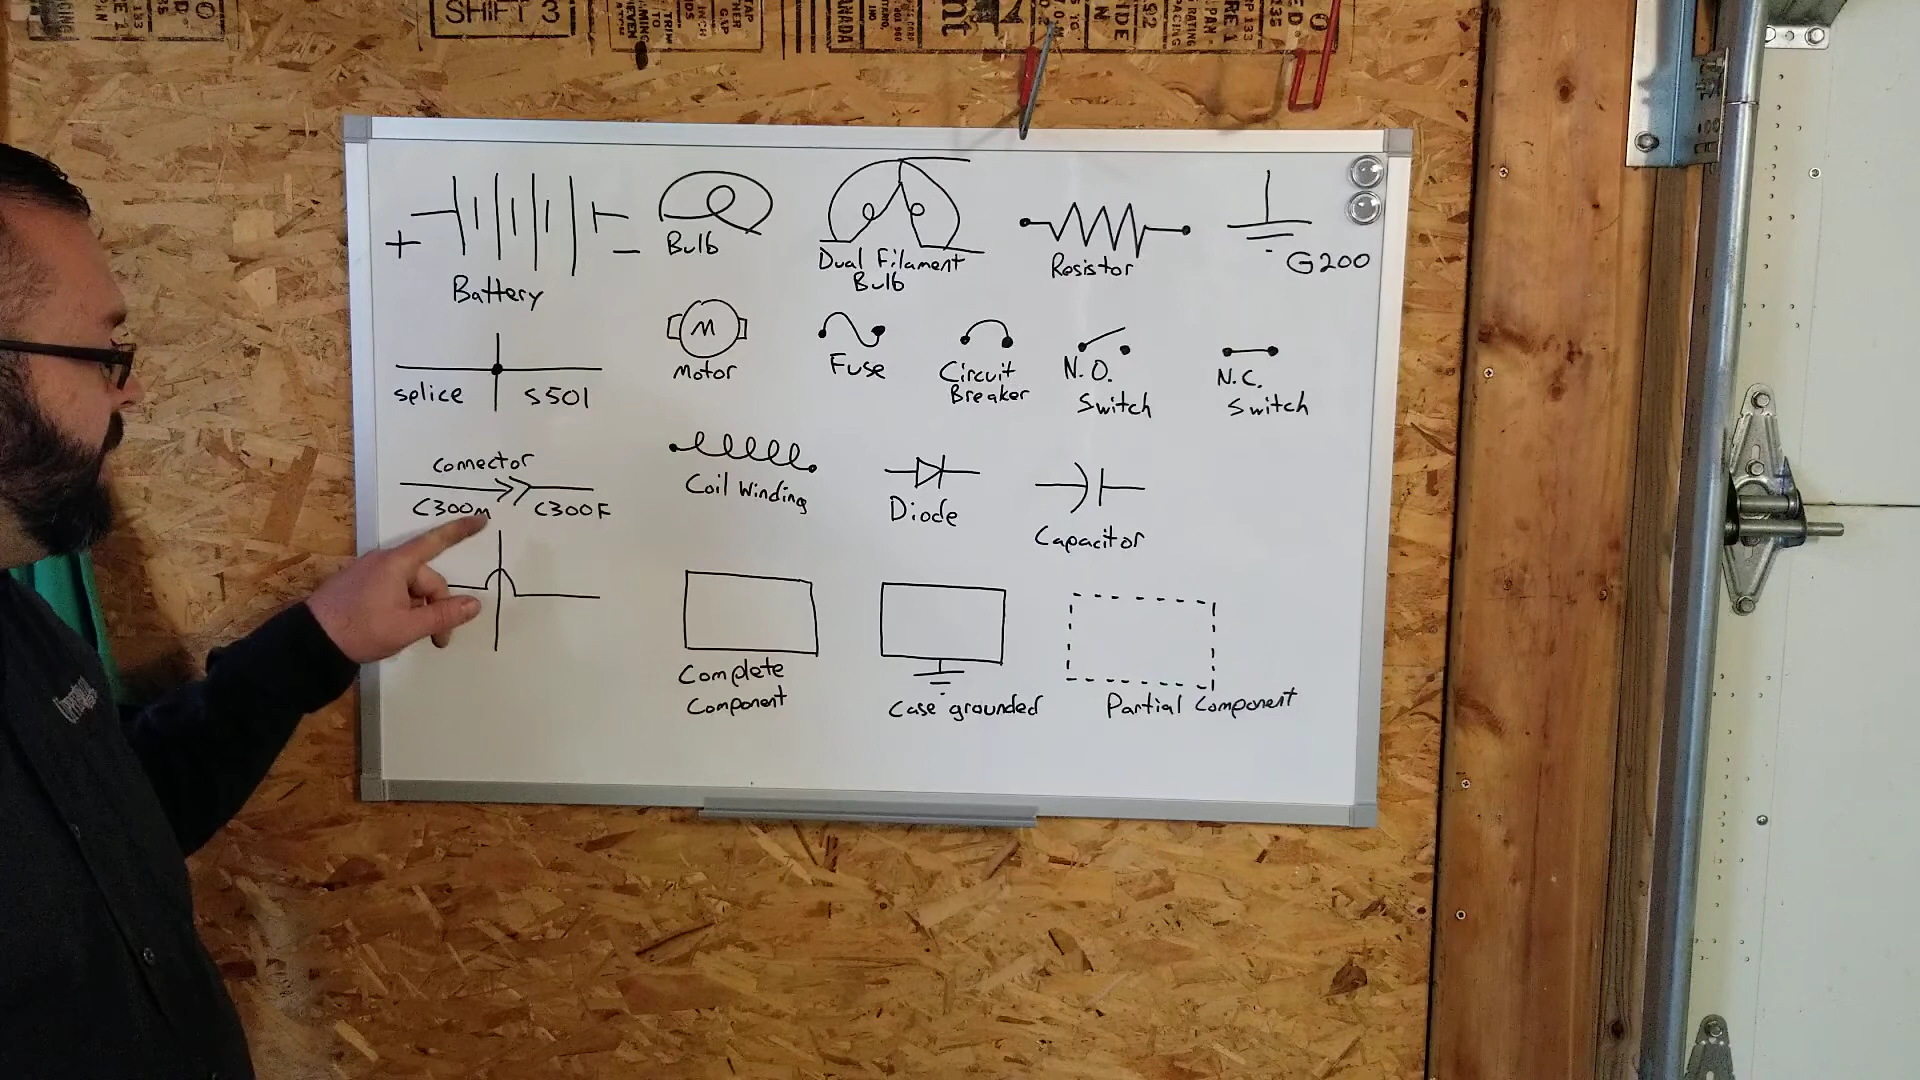 SHIFT 3
CANADA
+
−
Battery
Bulb
Dual Filament
Bulb
Resistor
G200
splice
S501
M
Motor
Fuse
Circuit
Breaker
N.O.
Switch
N.C.
Switch
Connector
C300M
C300F
Coil Winding
Diode
Capacitor
Complete
Component
Case grounded
Partial Component